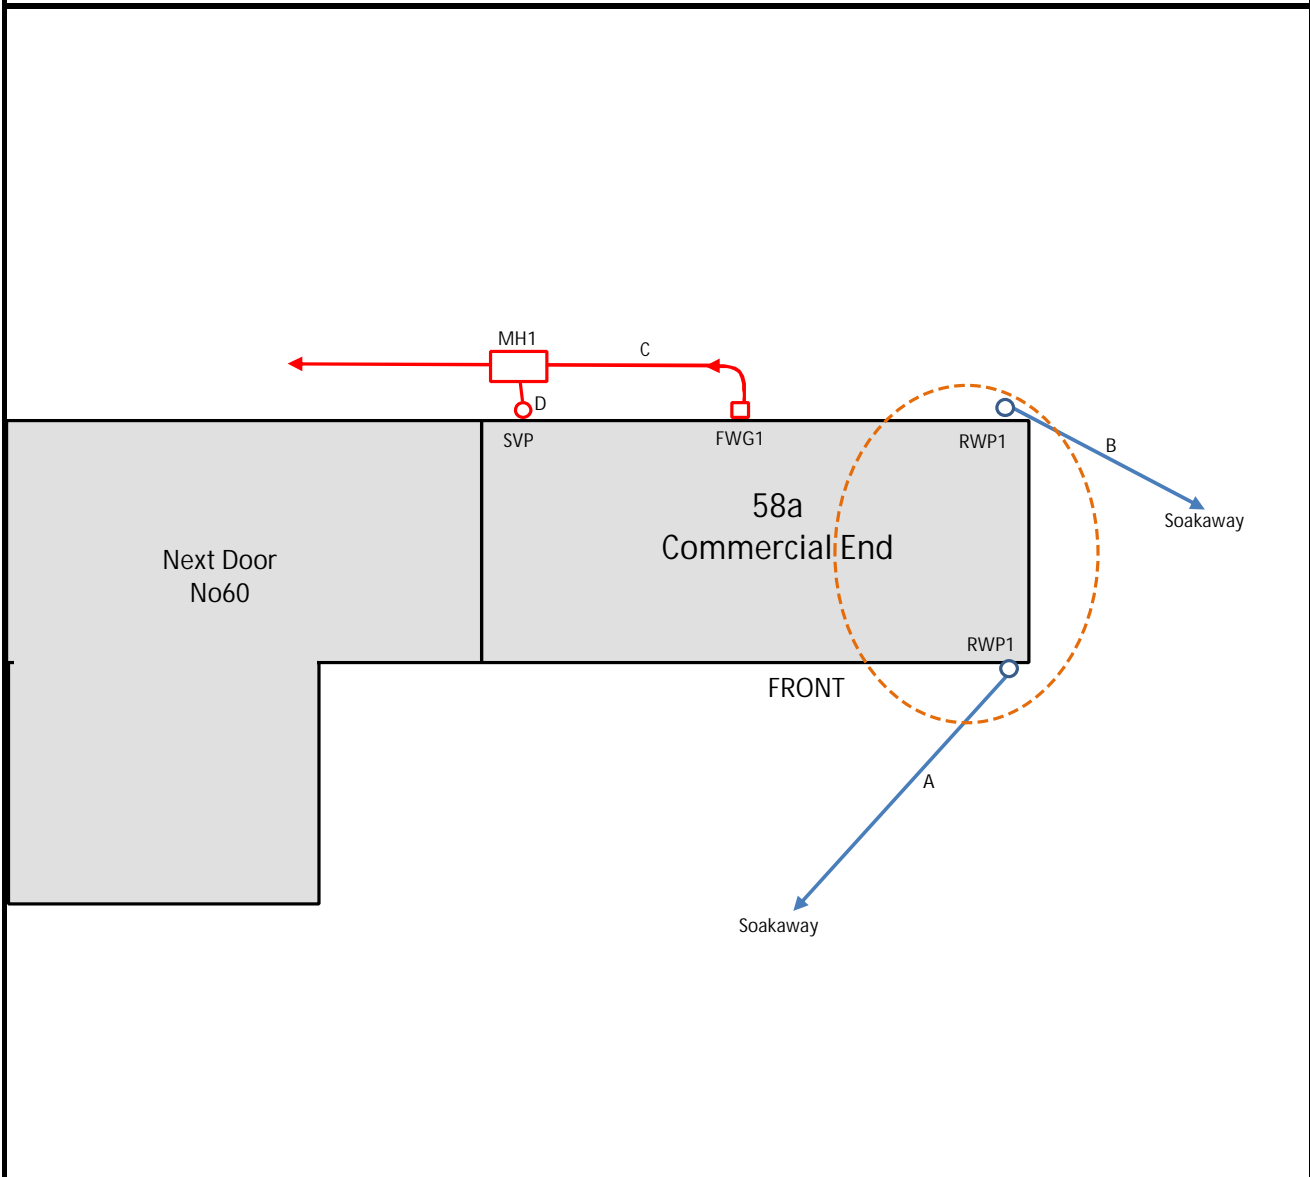 MH1
C
D
SVP
FWG1
RWP1
B
58a
Commercial End
Soakaway
Next Door
No60
RWP1
FRONT
A
Soakaway